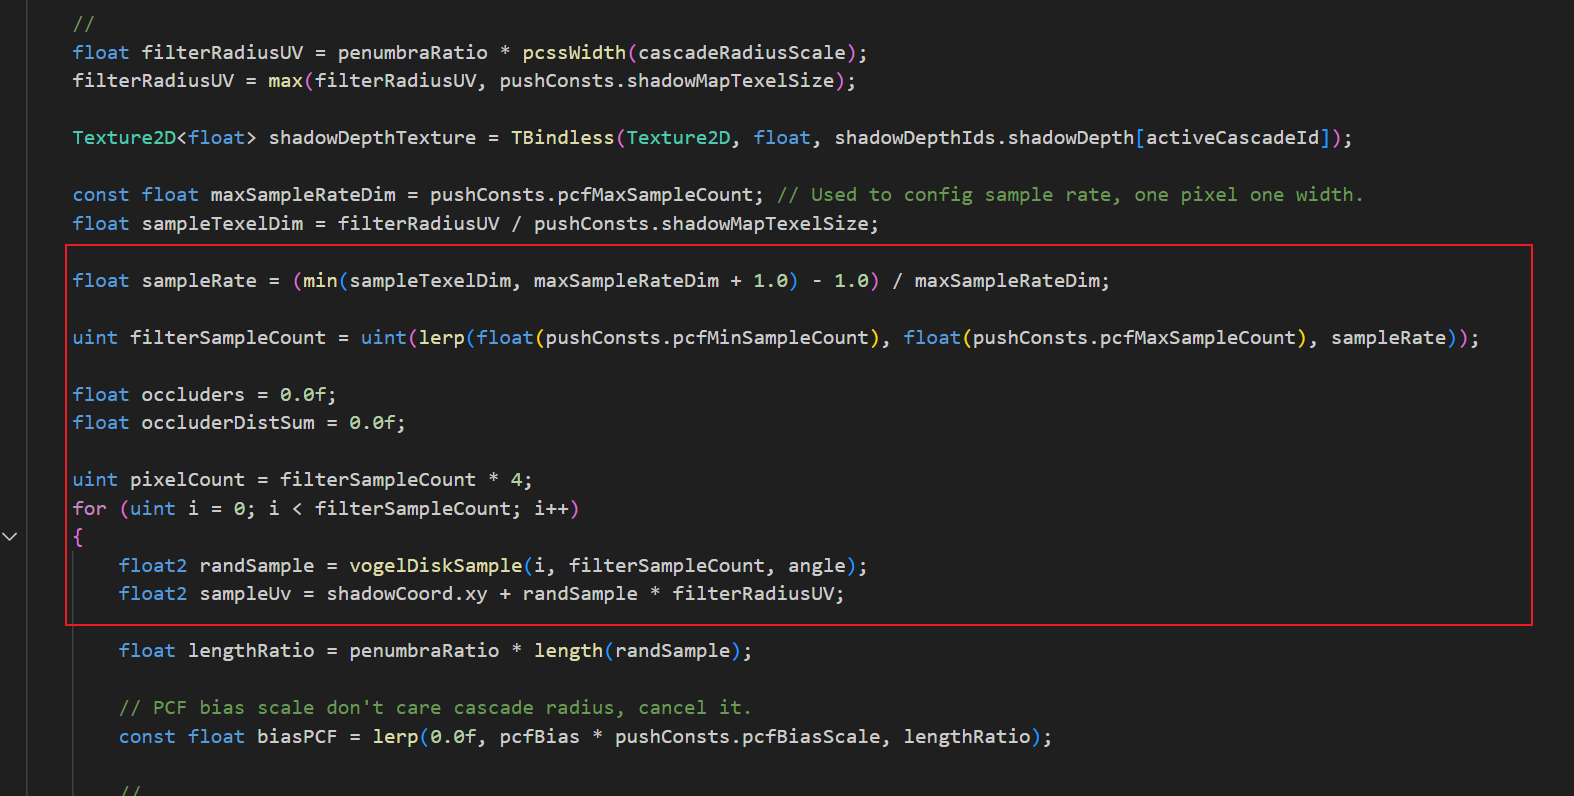 //
float filterRadiusUV = penumbraRatio * pcssWidth(cascadeRadiusScale);
filterRadiusUV = max(filterRadiusUV, pushConsts.shadowMapTexelSize);
Texture2D<float> shadowDepthTexture = TBindless(Texture2D, float, shadowDepthIds.shadowDepth[activeCascadeId]);
const float maxSampleRateDim = pushConsts.pcfMaxSampleCount; // Used to config sample rate, one pixel one width.
float sampleTexelDim = filterRadiusUV / pushConsts.shadowMapTexelSize;
float sampleRate = (min(sampleTexelDim, maxSampleRateDim + 1.0) - 1.0) / maxSampleRateDim;
uint filterSampleCount = uint(lerp(float(pushConsts.pcfMinSampleCount), float(pushConsts.pcfMaxSampleCount), sampleRate));
float occluders = 0.0f;
float occluderDistSum = 0.0f;
uint pixelCount = filterSampleCount * 4;
for (uint i = 0; i < filterSampleCount; i++)
{
float2 randSample = vogelDiskSample(i, filterSampleCount, angle);
float2 sampleUv = shadowCoord.xy + randSample * filterRadiusUV;
float lengthRatio = penumbraRatio * length(randSample);
// PCF bias scale don't care cascade radius, cancel it.
const float biasPCF = lerp(0.0f, pcfBias * pushConsts.pcfBiasScale, lengthRatio);
//